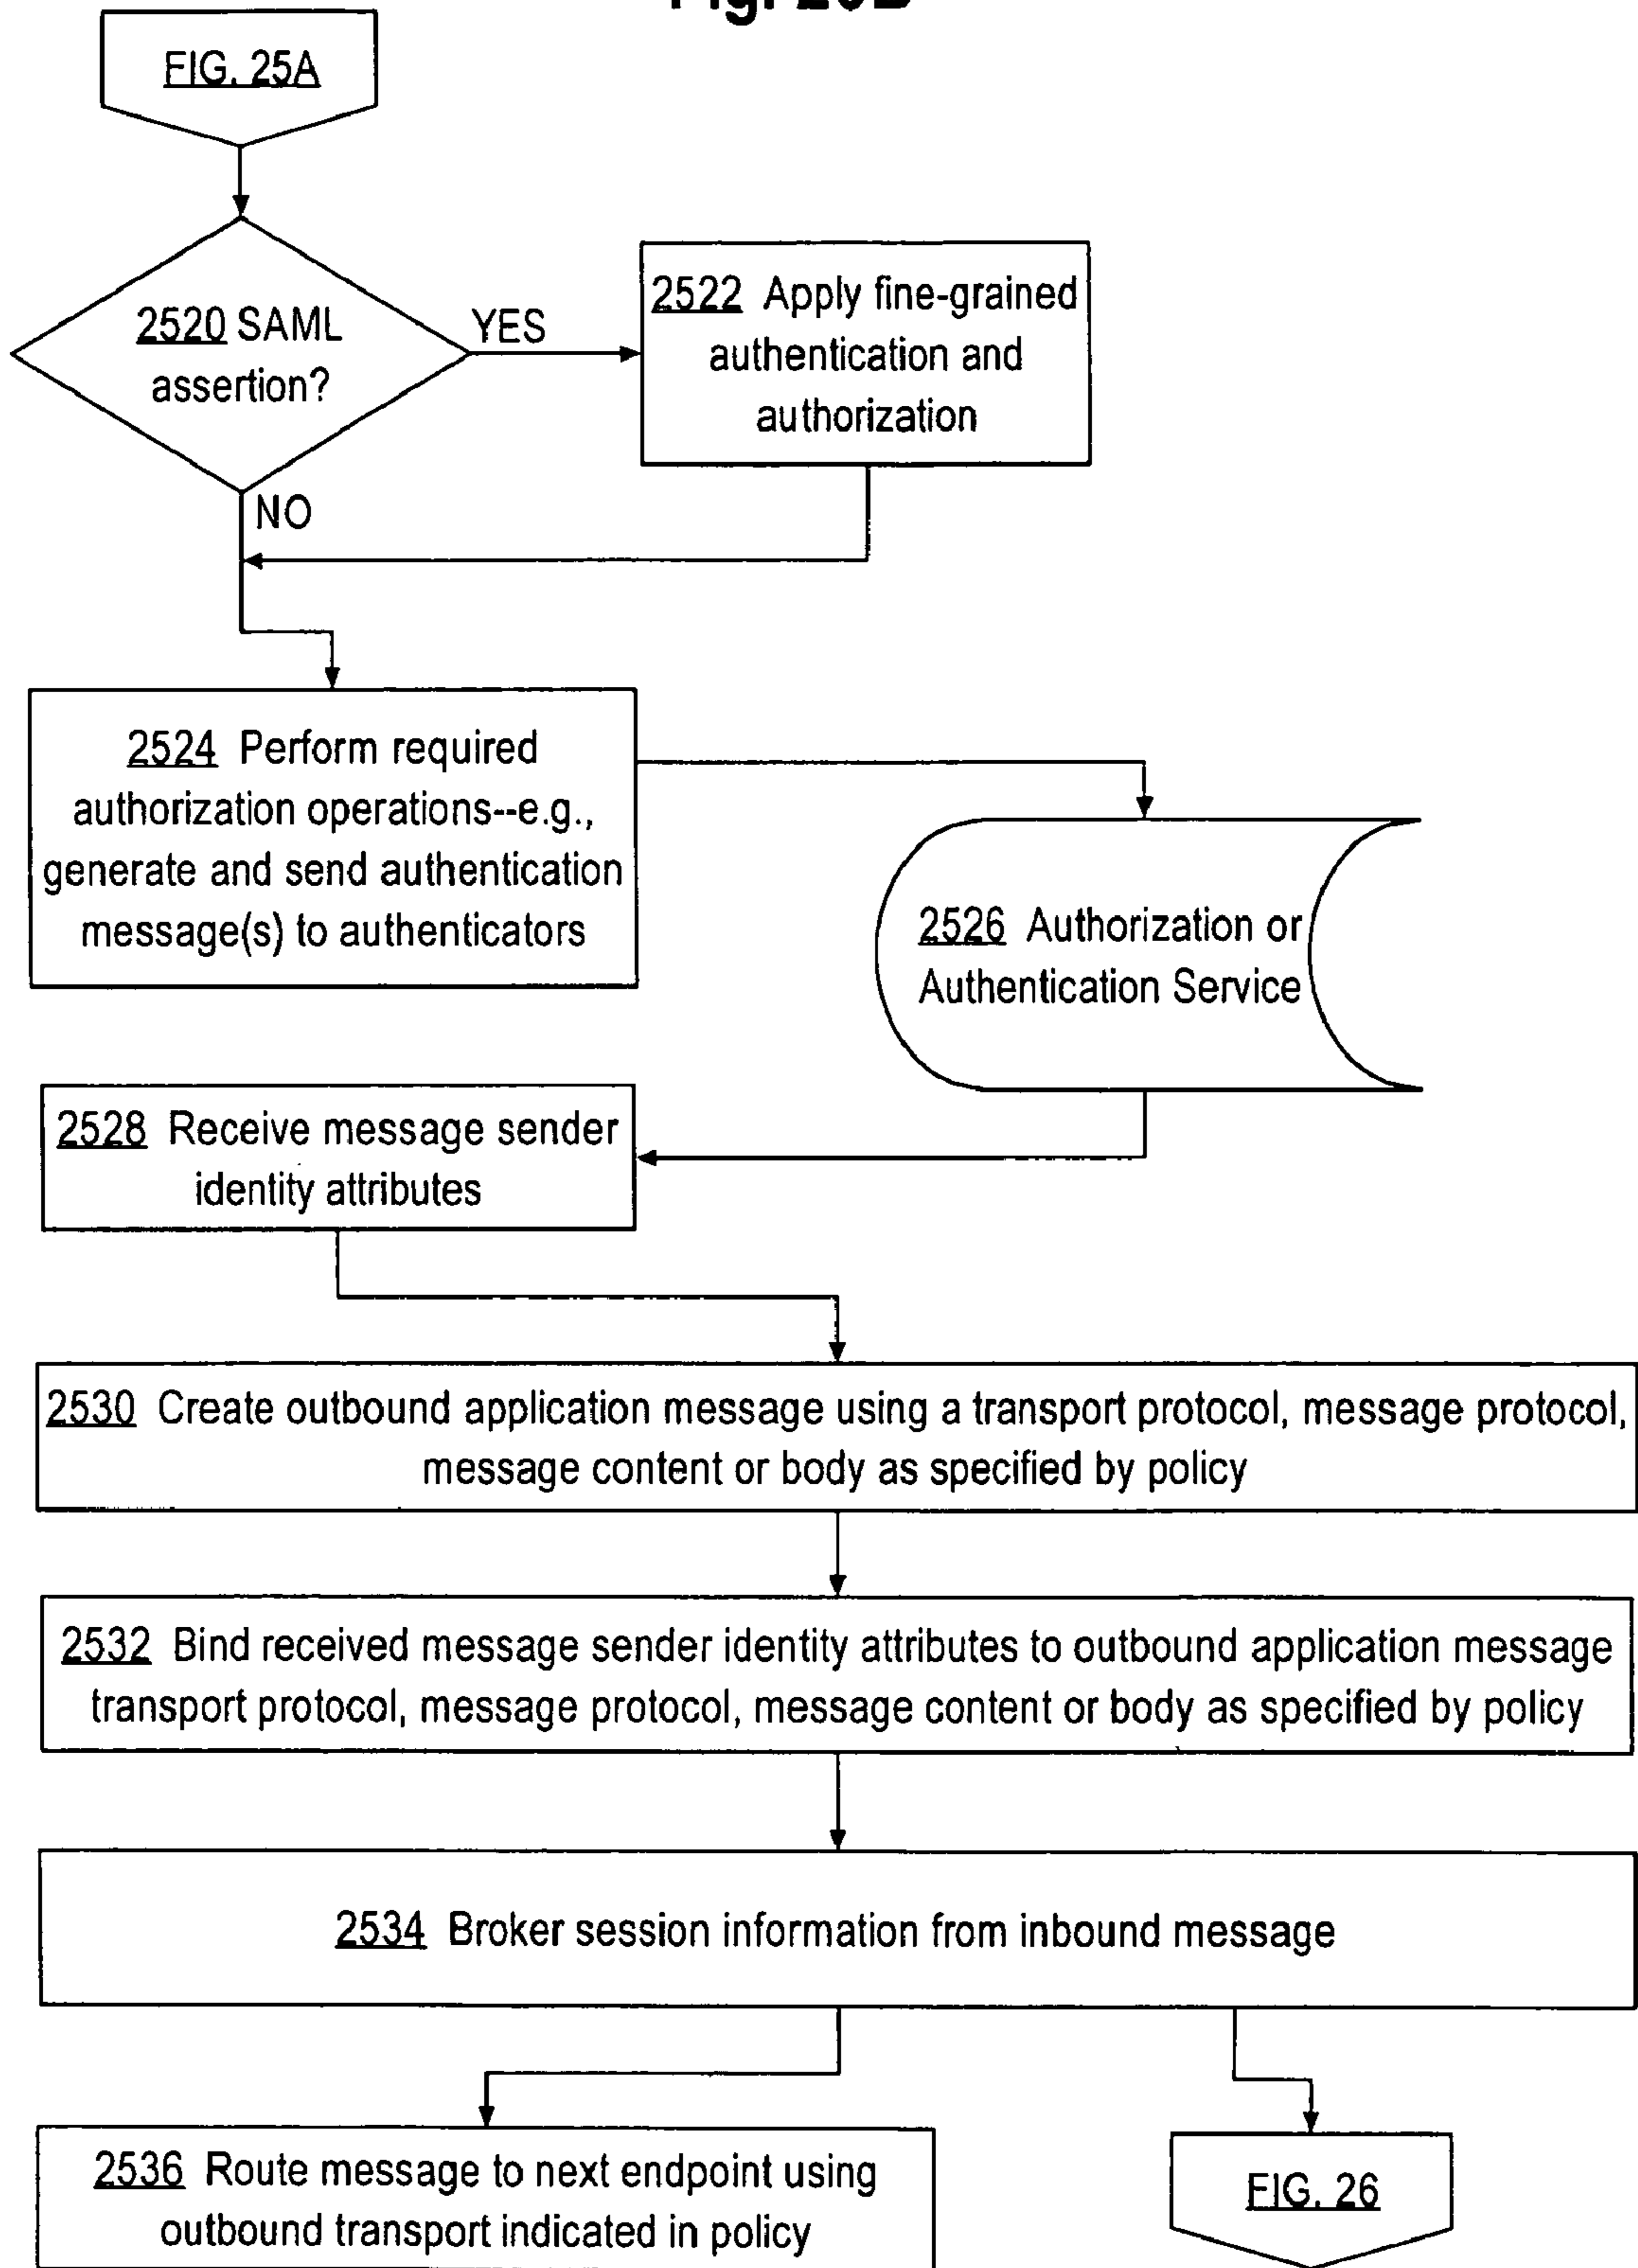 FIG. 25A
2520 SAML
assertion?
YES
2522 Apply fine-grained
authentication and
authorization
NO
2524 Perform required
authorization operations--e.g.,
generate and send authentication
message(s) to authenticators
2526 Authorization or
Authentication Service
2528 Receive message sender
identity attributes
2530 Create outbound application message using a transport protocol, message protocol,
message content or body as specified by policy
2532 Bind received message sender identity attributes to outbound application message
transport protocol, message protocol, message content or body as specified by policy
2534 Broker session information from inbound message
2536 Route message to next endpoint using
outbound transport indicated in policy
FIG. 26